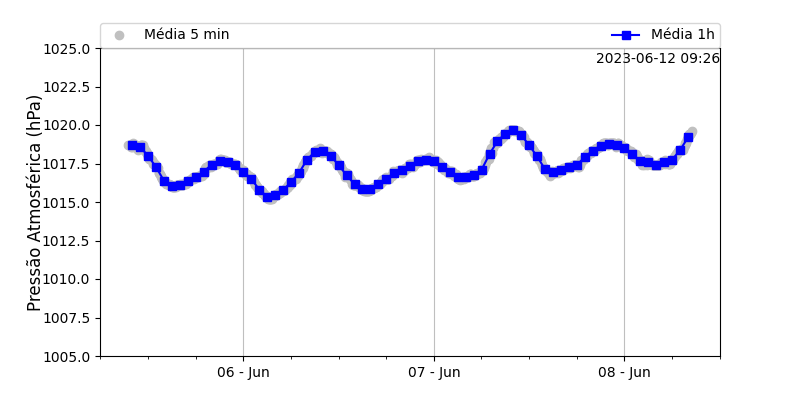 Média 5 min
Média 1h
2023-06-12 09:26
Pressão Atmosférica (hPa)
1025.0
1022.5
1020.0
1017.5
1015.0
1012.5
1010.0
1007.5
1005.0
06 - Jun
07 - Jun
08 - Jun